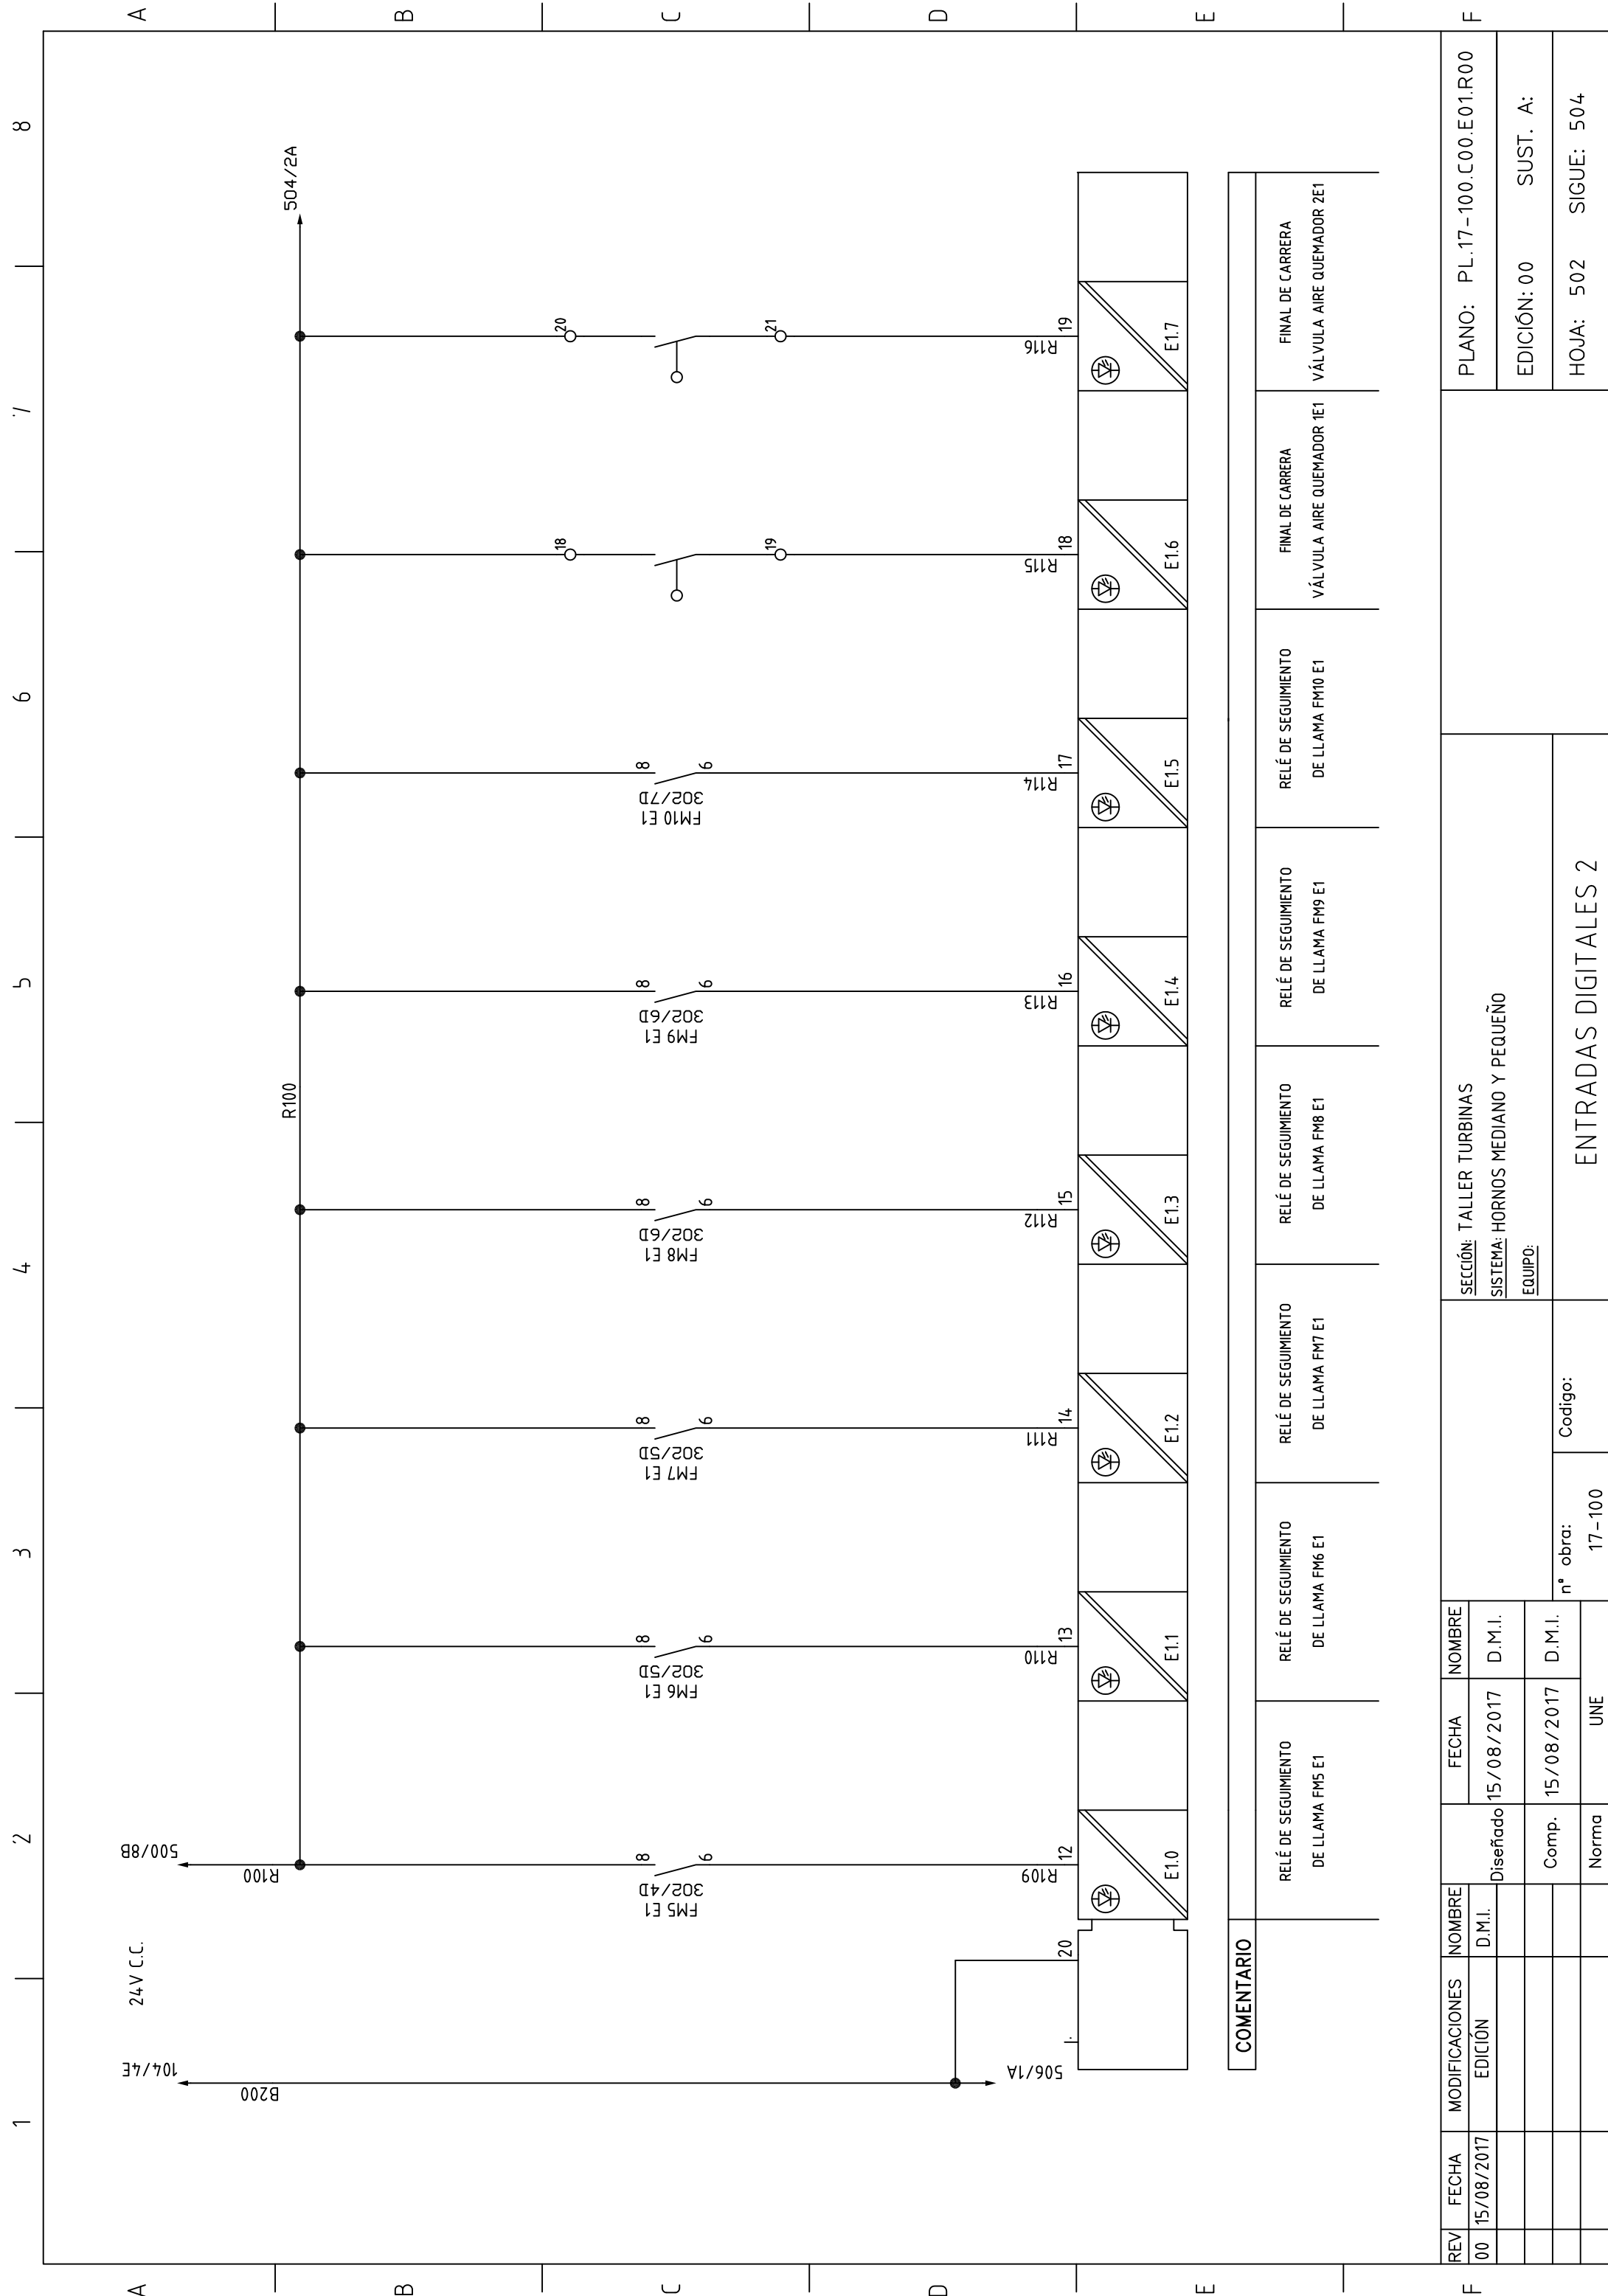 1 2 3 4 5 6 7 8
A
B
C
D
E
F
A
B
C
D
E
F
24V C.C.
104/4E
B200
500/8B
R100
R100
504/2A
506/1A
FM5 E1
302/4D
8
6
FM6 E1
302/5D
8
6
FM7 E1
302/5D
8
6
FM8 E1
302/6D
8
6
FM9 E1
302/6D
8
6
FM10 E1
302/7D
8
6
18
19
20
21
20
R109 12
R110 13
R111 14
R112 15
R113 16
R114 17
R115 18
R116 19
E1.0
E1.1
E1.2
E1.3
E1.4
E1.5
E1.6
E1.7
COMENTARIO
RELÉ DE SEGUIMIENTO
DE LLAMA FM5 E1
RELÉ DE SEGUIMIENTO
DE LLAMA FM6 E1
RELÉ DE SEGUIMIENTO
DE LLAMA FM7 E1
RELÉ DE SEGUIMIENTO
DE LLAMA FM8 E1
RELÉ DE SEGUIMIENTO
DE LLAMA FM9 E1
RELÉ DE SEGUIMIENTO
DE LLAMA FM10 E1
FINAL DE CARRERA
VÁLVULA AIRE QUEMADOR 1E1
FINAL DE CARRERA
VÁLVULA AIRE QUEMADOR 2E1
REV FECHA MODIFICACIONES NOMBRE
00 15/08/2017 EDICIÓN D.M.I.
FECHA NOMBRE
Diseñado 15/08/2017 D.M.I.
Comp. 15/08/2017 D.M.I.
Norma UNE
nª obra:
17-100
Codigo:
SECCIÓN: TALLER TURBINAS
SISTEMA: HORNOS MEDIANO Y PEQUEÑO
EQUIPO:
ENTRADAS DIGITALES 2
PLANO: PL.17-100.C00.E01.R00
EDICIÓN: 00 SUST. A:
HOJA: 502 SIGUE: 504